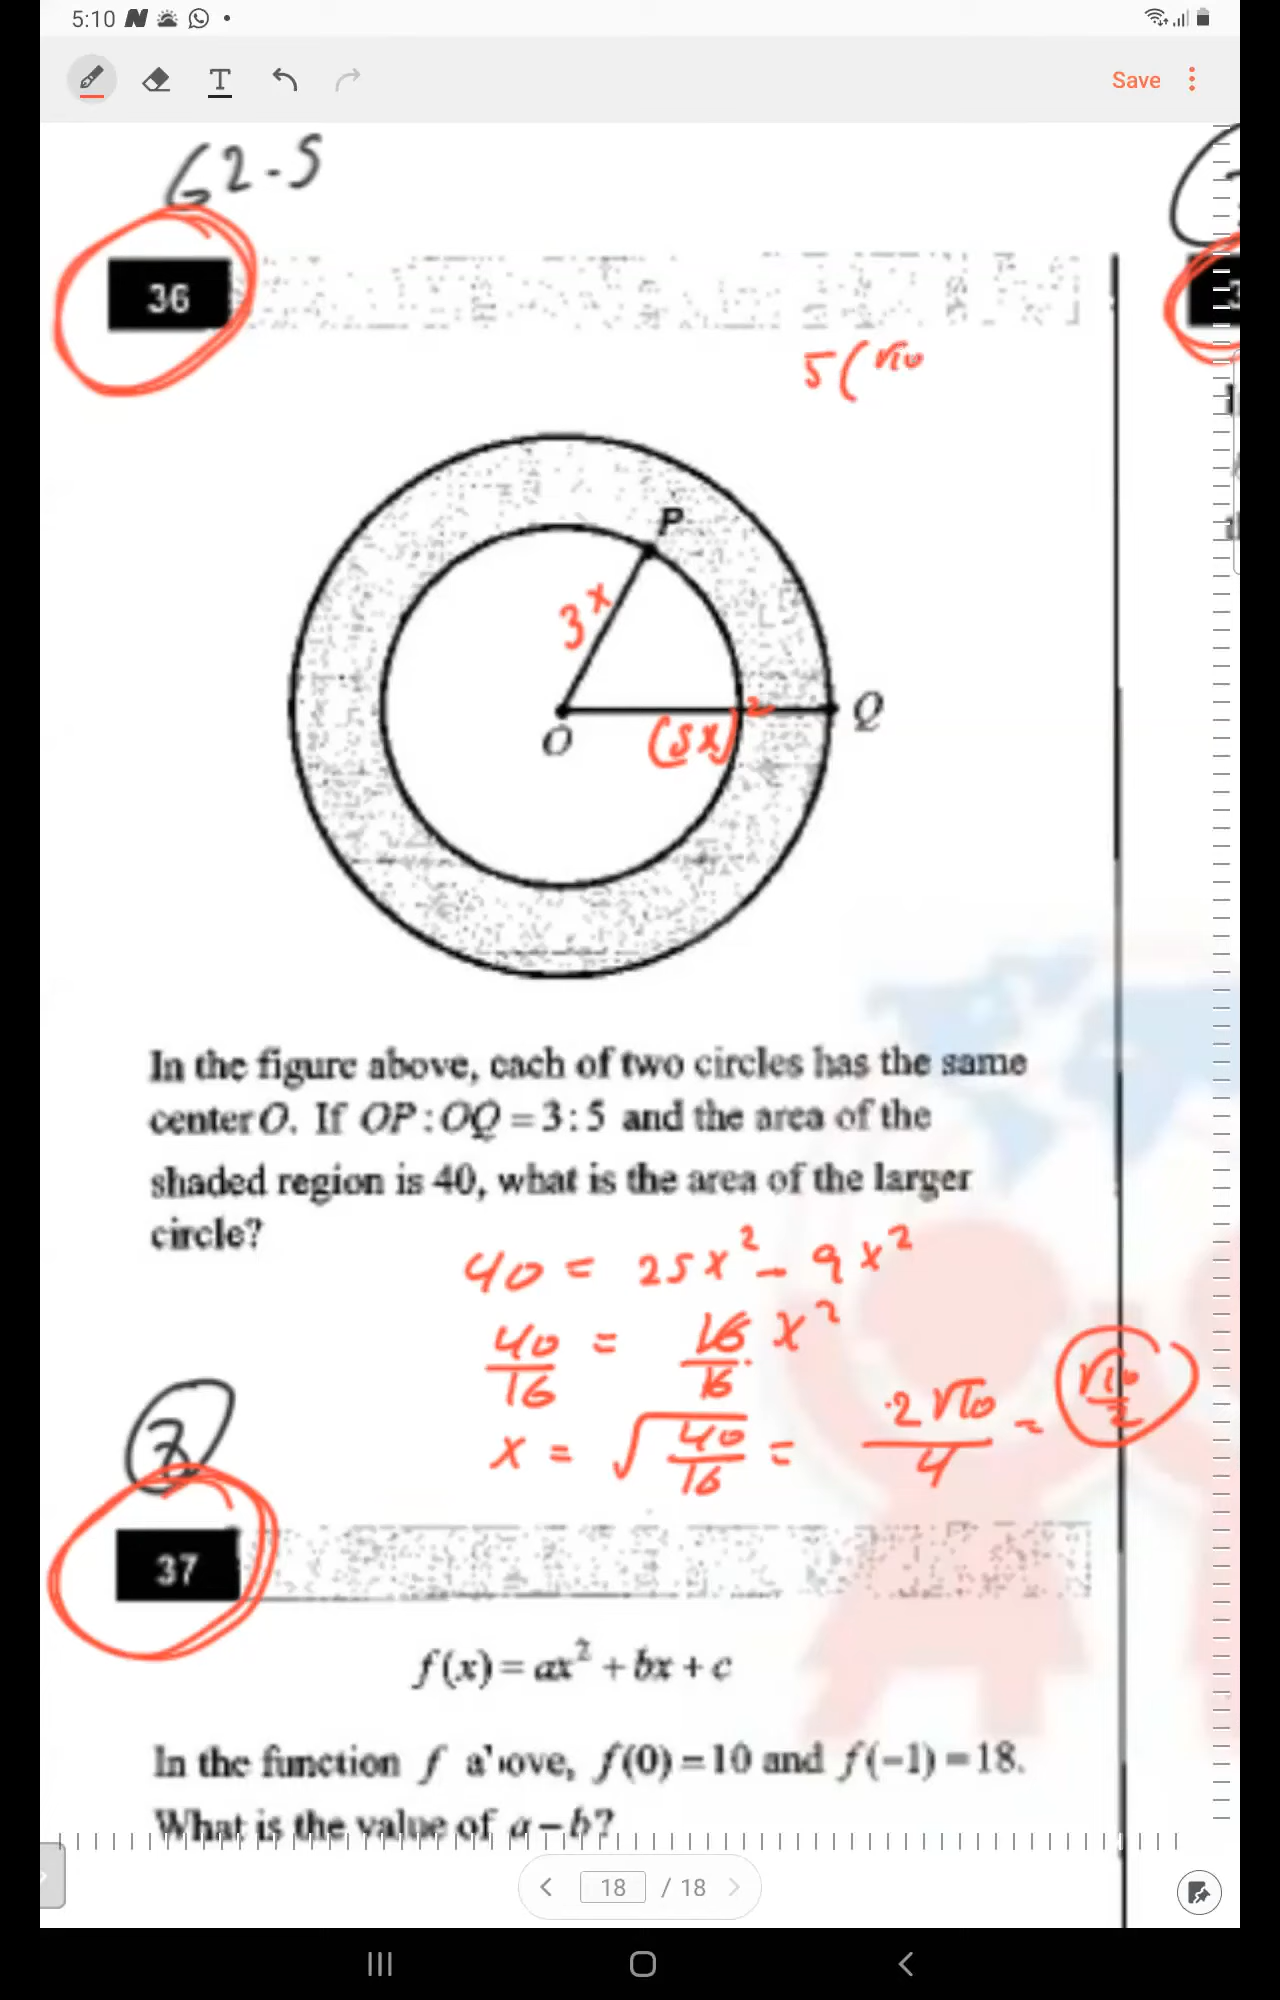 5:10
Save
62-5
36
5(√10
P
3x
O
(5x)²
Q
In the figure above, each of two circles has the same
center O. If OP : OQ = 3 : 5 and the area of the
shaded region is 40, what is the area of the larger
circle?
40 = 25x² - 9x²
40/16 = 16/16 x²
x = √40/16 = 2√10/4 = √10/2
37
f(x) = ax² + bx + c
In the function f above, f(0) = 10 and f(-1) = 18.
What is the value of a – b?
18 / 18